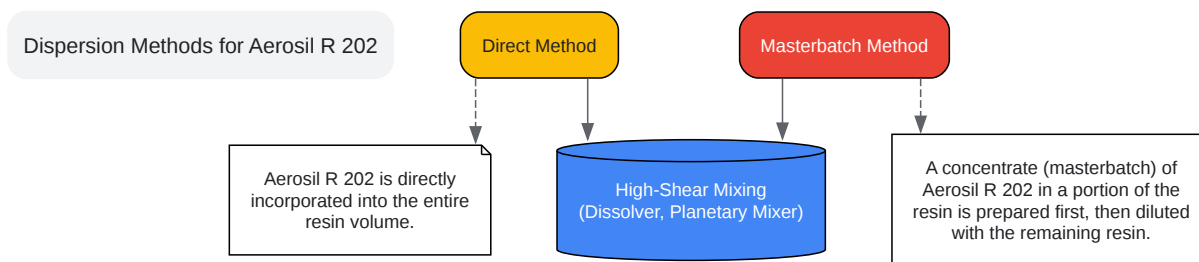 Dispersion Methods for Aerosil R 202
Direct Method
Masterbatch Method
Aerosil R 202 is directly
incorporated into the entire
resin volume.
High-Shear Mixing
(Dissolver, Planetary Mixer)
A concentrate (masterbatch) of
Aerosil R 202 in a portion of the
resin is prepared first, then diluted
with the remaining resin.